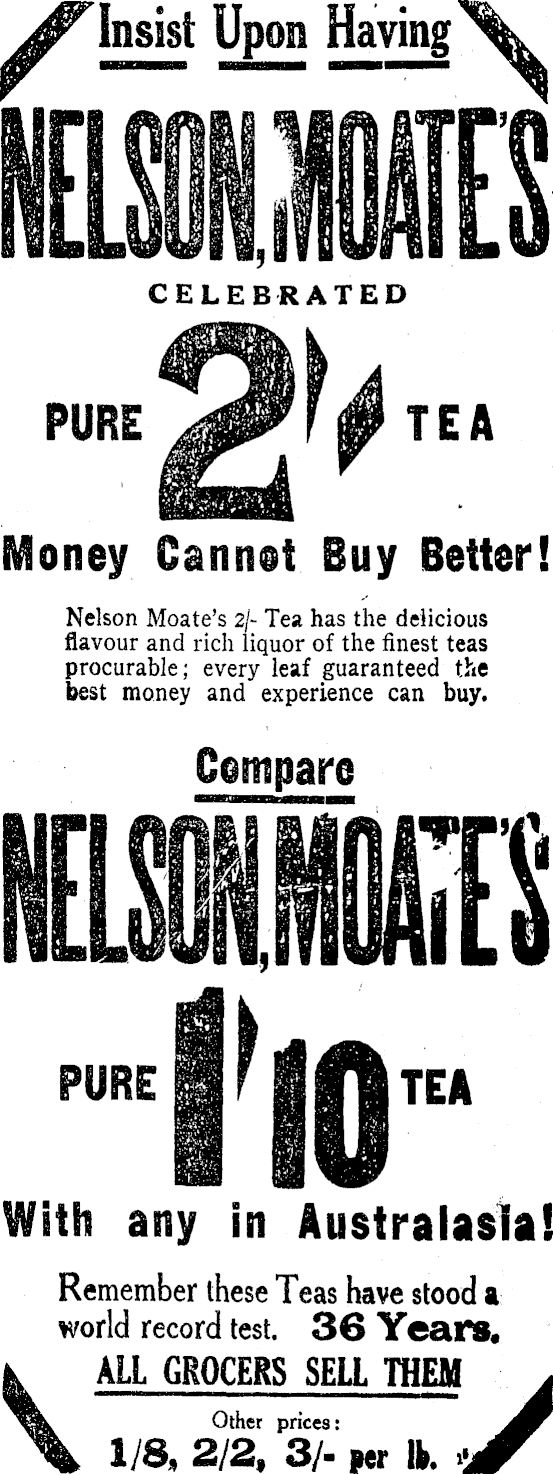 Insist Upon Having
NELSON, MOATE'S
CELEBRATED
PURE 2/- TEA
Money Cannot Buy Better!
Nelson Moate's 2/- Tea has the delicious
flavour and rich liquor of the finest teas
procurable; every leaf guaranteed the
best money and experience can buy.
Compare
NELSON, MOATE'S
PURE 1/10 TEA
With any in Australasia!
Remember these Teas have stood a
world record test. 36 Years.
ALL GROCERS SELL THEM
Other prices:
1/8, 2/2, 3/- per lb.